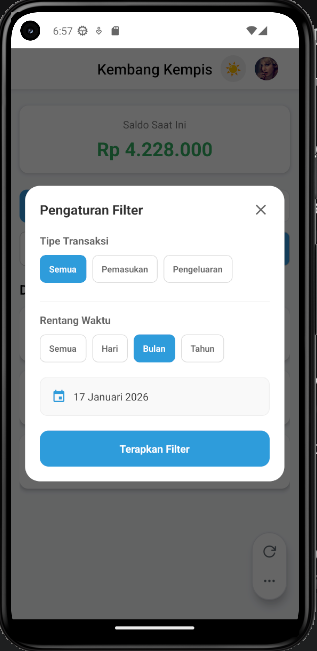 6:57
Kembang Kempis
Saldo Saat Ini
Rp 4.228.000
Pengaturan Filter
Tipe Transaksi
Semua Pemasukan Pengeluaran
Rentang Waktu
Semua Hari Bulan Tahun
17 Januari 2026
Terapkan Filter